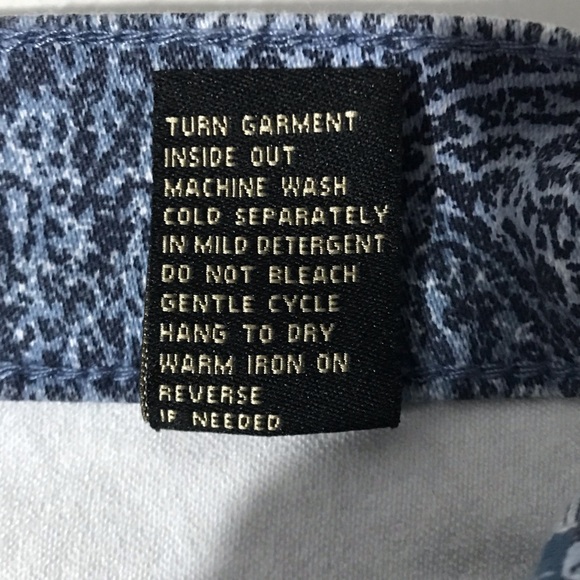 TURN GARMENT
INSIDE OUT
MACHINE WASH
COLD SEPARATELY
IN MILD DETERGENT
DO NOT BLEACH
GENTLE CYCLE
HANG TO DRY
WARM IRON ON
REVERSE
IF NEEDED